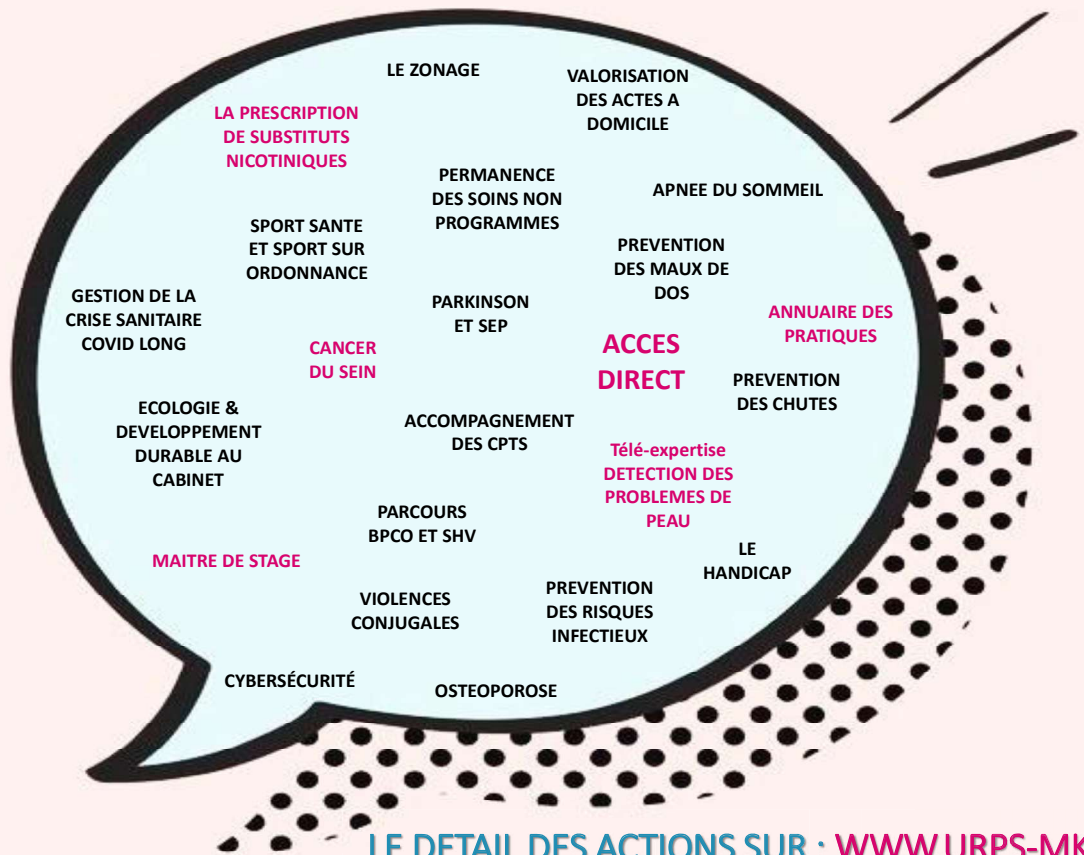 LE ZONAGE
VALORISATION
DES ACTES A
DOMICILE
LA PRESCRIPTION
DE SUBSTITUTS
NICOTINIQUES
PERMANENCE
DES SOINS NON
PROGRAMMES
APNEE DU SOMMEIL
SPORT SANTE
ET SPORT SUR
ORDONNANCE
PREVENTION
DES MAUX DE
DOS
GESTION DE LA
CRISE SANITAIRE
COVID LONG
PARKINSON
ET SEP
ANNUAIRE DES
PRATIQUES
CANCER
DU SEIN
ACCES
DIRECT
PREVENTION
DES CHUTES
ECOLOGIE &
DEVELOPPEMENT
DURABLE AU
CABINET
ACCOMPAGNEMENT
DES CPTS
Télé-expertise
DETECTION DES
PROBLEMES DE
PEAU
PARCOURS
BPCO ET SHV
MAITRE DE STAGE
LE
HANDICAP
VIOLENCES
CONJUGALES
PREVENTION
DES RISQUES
INFECTIEUX
CYBERSÉCURITÉ
OSTEOPOROSE
LE DETAIL DES ACTIONS SUR : WWW.URPS-MK